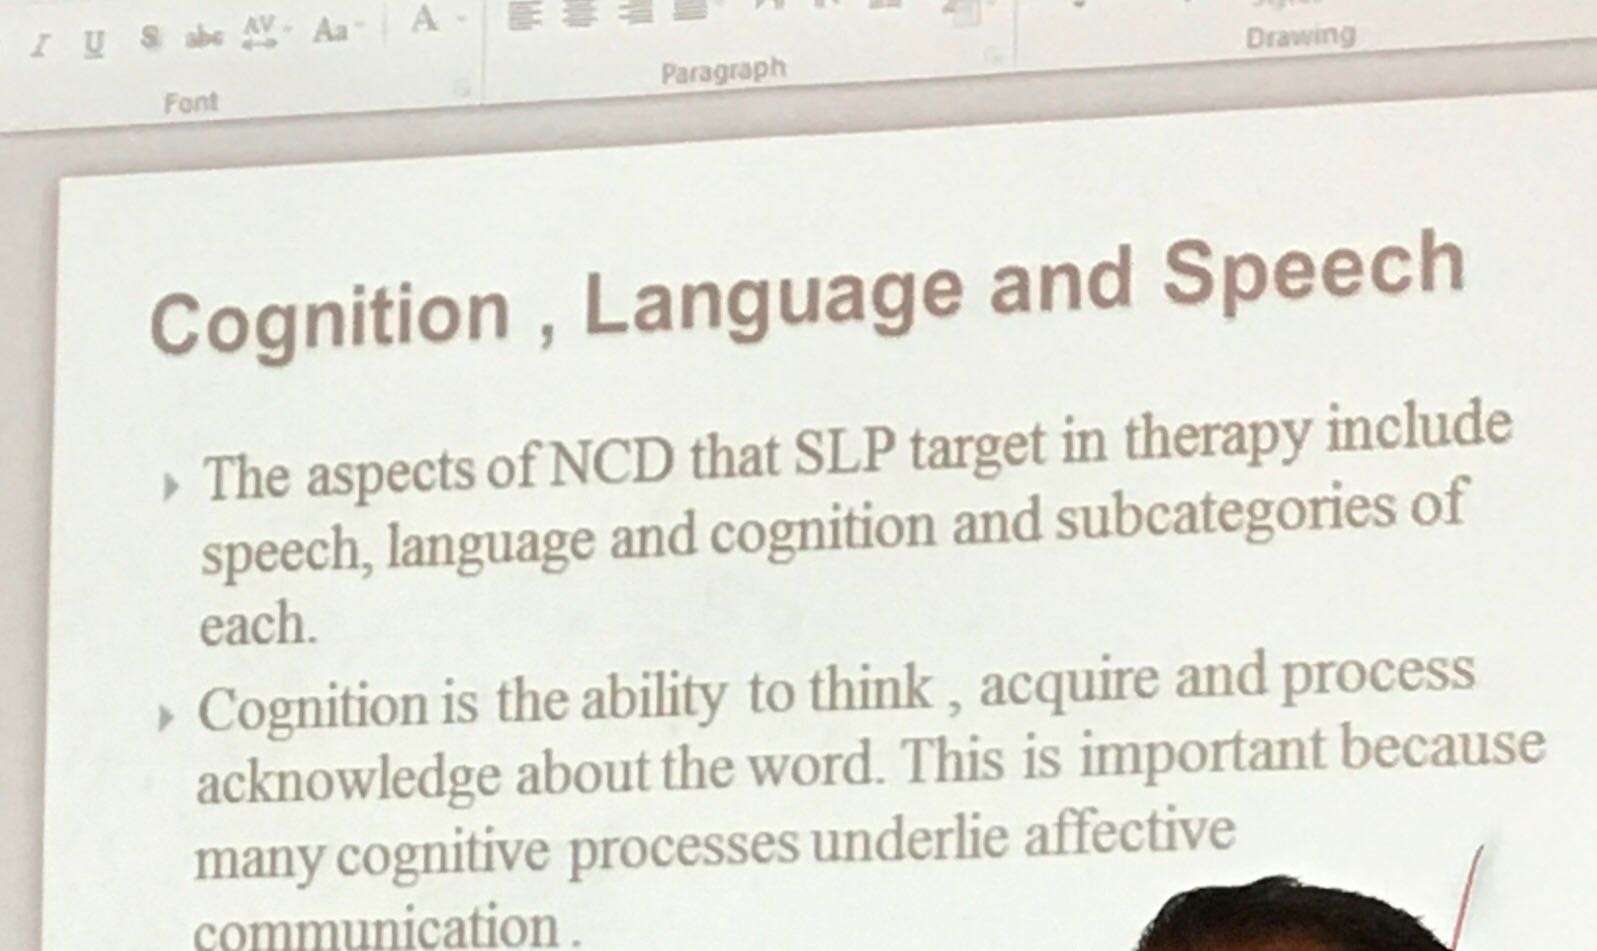 I U S abc AV Aa A
Font
Paragraph
Drawing
Cognition , Language and Speech
The aspects of NCD that SLP target in therapy include
speech, language and cognition and subcategories of
each.
Cognition is the ability to think , acquire and process
acknowledge about the word. This is important because
many cognitive processes underlie affective
communication .